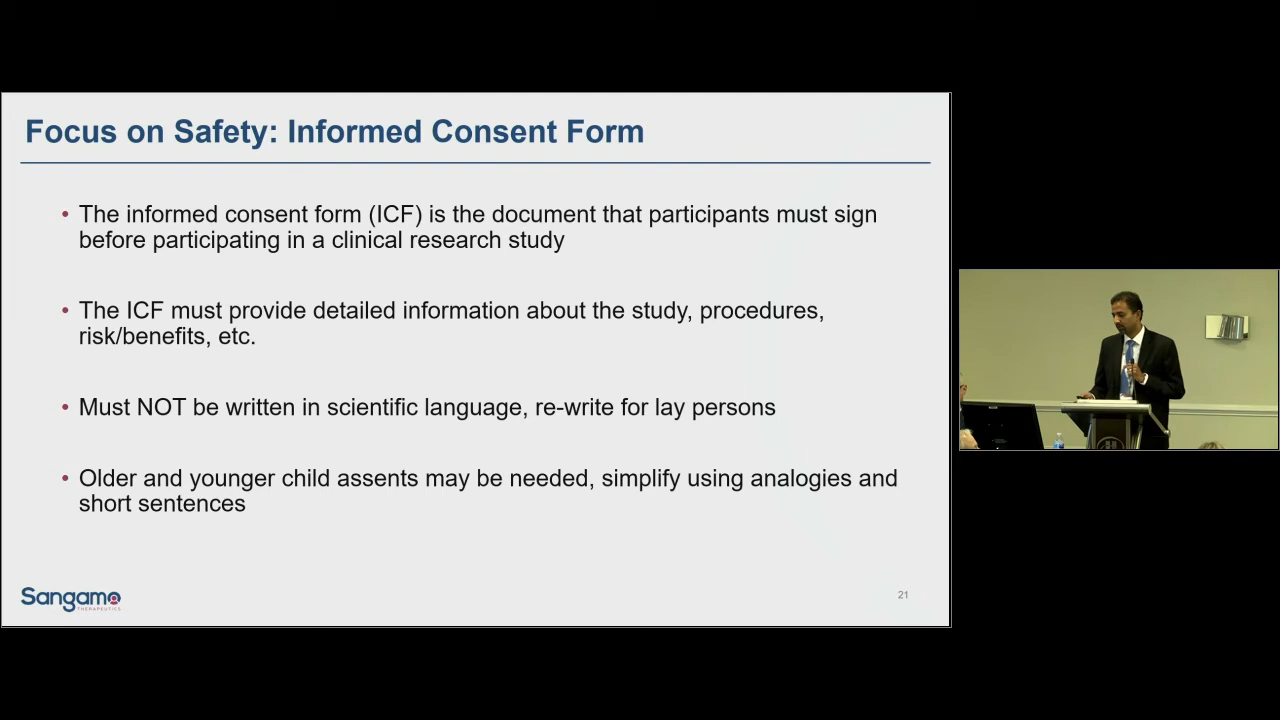 Focus on Safety: Informed Consent Form
• The informed consent form (ICF) is the document that participants must sign
before participating in a clinical research study
• The ICF must provide detailed information about the study, procedures,
risk/benefits, etc.
• Must NOT be written in scientific language, re-write for lay persons
• Older and younger child assents may be needed, simplify using analogies and
short sentences
Sangamo
THERAPEUTICS
21